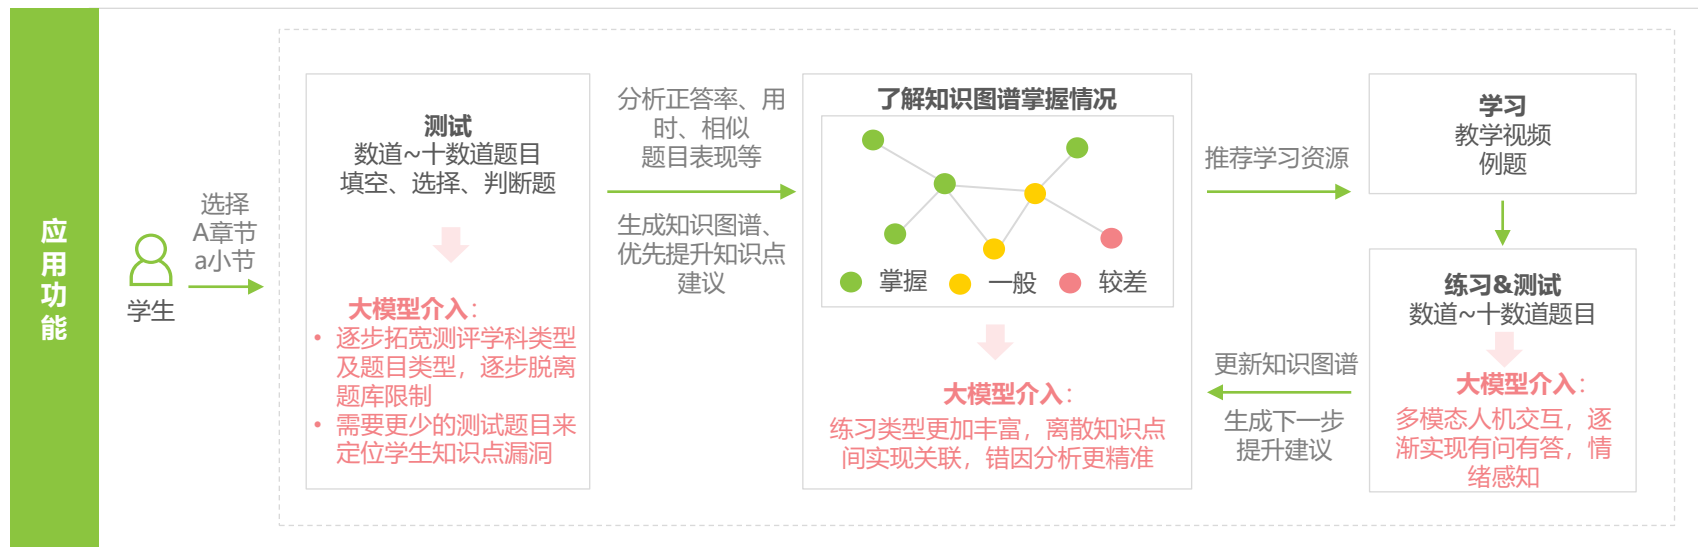 应
用
功
能
学生
选择
A章节
a小节
测试
数道~十数道题目
填空、选择、判断题
大模型介入：
• 逐步拓宽测评学科类型
及题目类型，逐步脱离
题库限制
• 需要更少的测试题目来
定位学生知识点漏洞
分析正答率、用
时、相似
题目表现等
生成知识图谱、
优先提升知识点
建议
了解知识图谱掌握情况
掌握
一般
较差
大模型介入：
练习类型更加丰富，离散知识点
间实现关联，错因分析更精准
推荐学习资源
学习
教学视频
例题
练习&测试
数道~十数道题目
大模型介入：
多模态人机交互，逐
渐实现有问有答，情
绪感知
更新知识图谱
生成下一步
提升建议